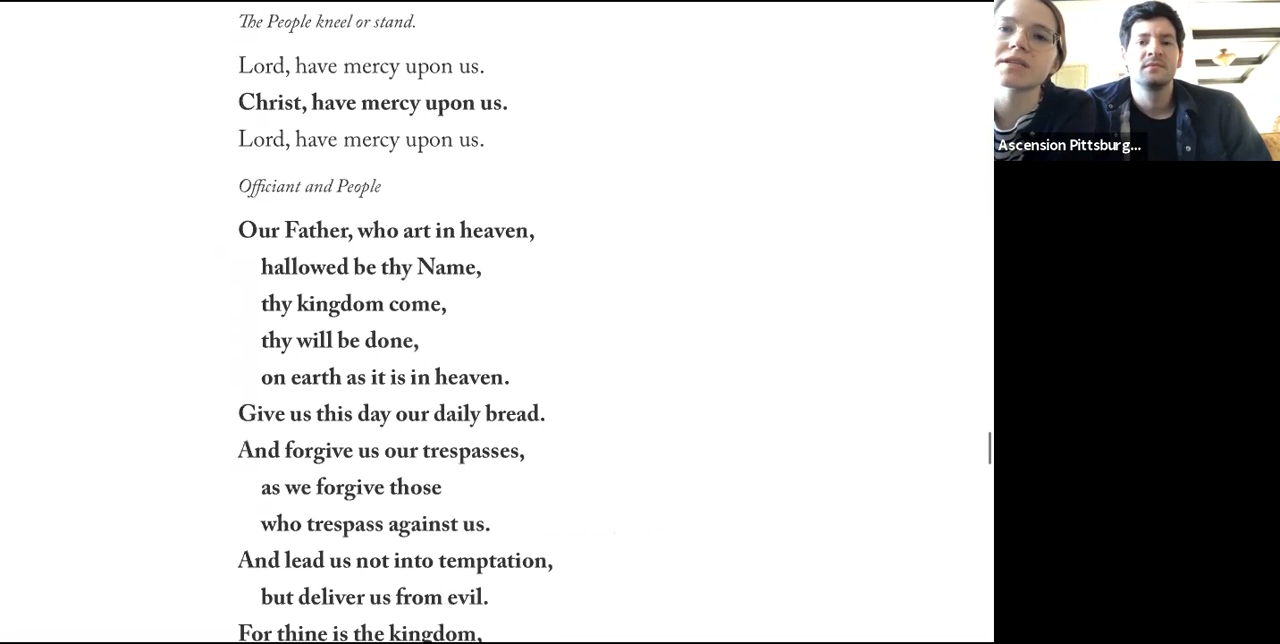 The People kneel or stand.
Lord, have mercy upon us.
Christ, have mercy upon us.
Lord, have mercy upon us.
Officiant and People
Our Father, who art in heaven,
hallowed be thy Name,
thy kingdom come,
thy will be done,
on earth as it is in heaven.
Give us this day our daily bread.
And forgive us our trespasses,
as we forgive those
who trespass against us.
And lead us not into temptation,
but deliver us from evil.
For thine is the kingdom,
Ascension Pittsburg...